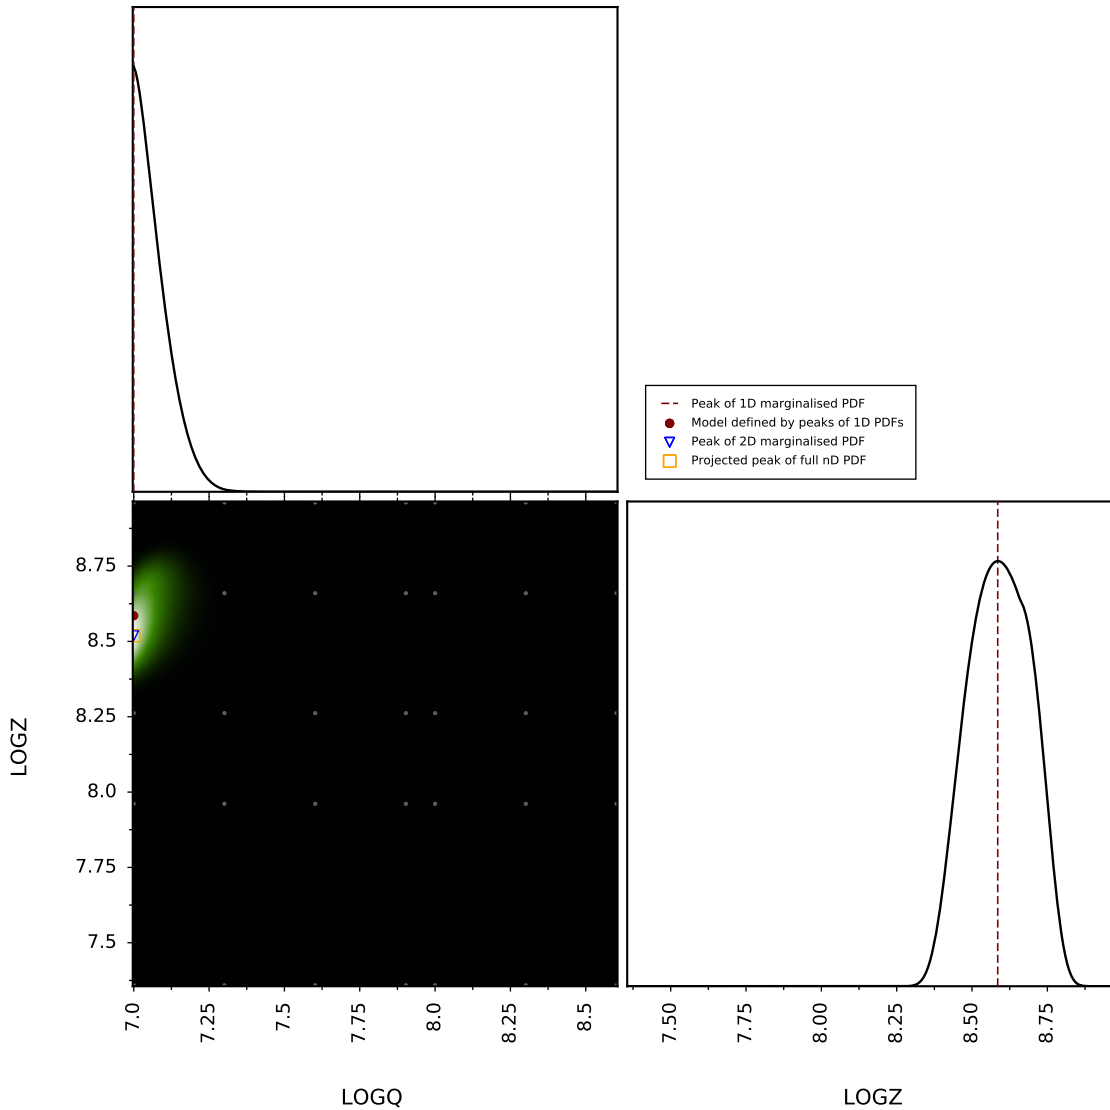 Peak of 1D marginalised PDF
Model defined by peaks of 1D PDFs
Peak of 2D marginalised PDF
Projected peak of full nD PDF
8.75
8.5
8.25
8.0
7.75
7.5
LOGZ
7.0 7.25 7.5 7.75 8.0 8.25 8.5
7.50 7.75 8.00 8.25 8.50 8.75
LOGQ
LOGZ